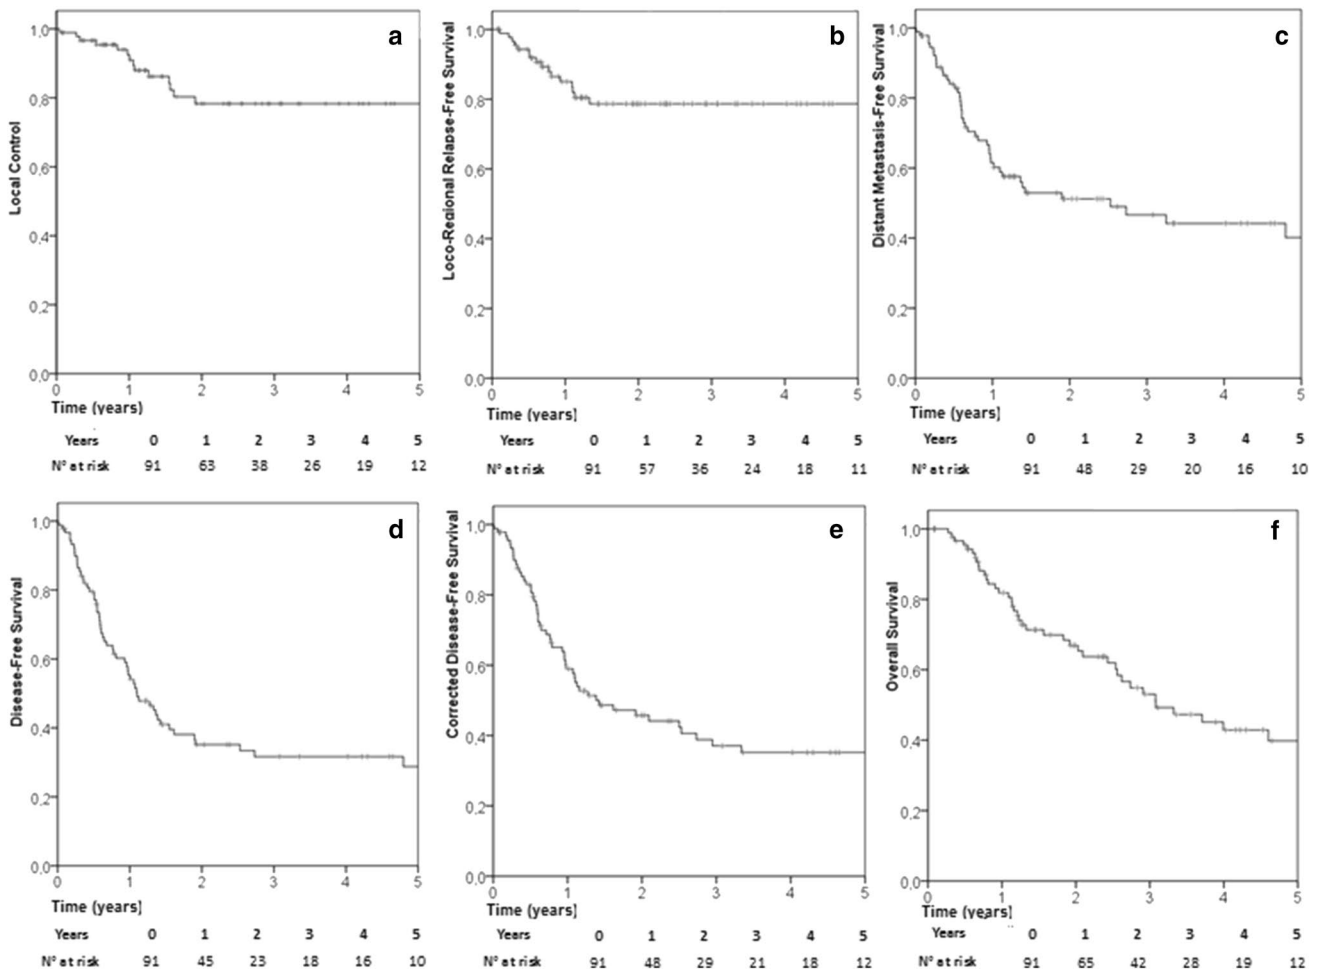 a
Local Control
1,0
0,8
0,6
0,4
0,2
0,0
0 1 2 3 4 5
Time (years)
Years 0 1 2 3 4 5
N° at risk 91 63 38 26 19 12
b
Loco-Regional Relapse-Free Survival
1,0
0,8
0,6
0,4
0,2
0,0
0 1 2 3 4 5
Time (years)
Years 0 1 2 3 4 5
N° at risk 91 57 36 24 18 11
c
Distant Metastasis-Free Survival
1,0
0,8
0,6
0,4
0,2
0,0
0 1 2 3 4 5
Time (years)
Years 0 1 2 3 4 5
N° at risk 91 48 29 20 16 10
d
Disease-Free Survival
1,0
0,8
0,6
0,4
0,2
0,0
0 1 2 3 4 5
Time (years)
Years 0 1 2 3 4 5
N° at risk 91 45 23 18 16 10
e
Corrected Disease-Free Survival
1,0
0,8
0,6
0,4
0,2
0,0
0 1 2 3 4 5
Time (years)
Years 0 1 2 3 4 5
N° at risk 91 48 29 21 18 12
f
Overall Survival
1,0
0,8
0,6
0,4
0,2
0,0
0 1 2 3 4 5
Time (years)
Years 0 1 2 3 4 5
N° at risk 91 65 42 28 19 12